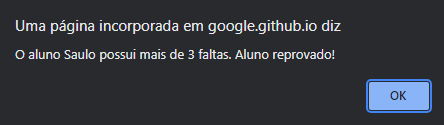 Uma página incorporada em google.github.io diz
O aluno Saulo possui mais de 3 faltas. Aluno reprovado!
OK